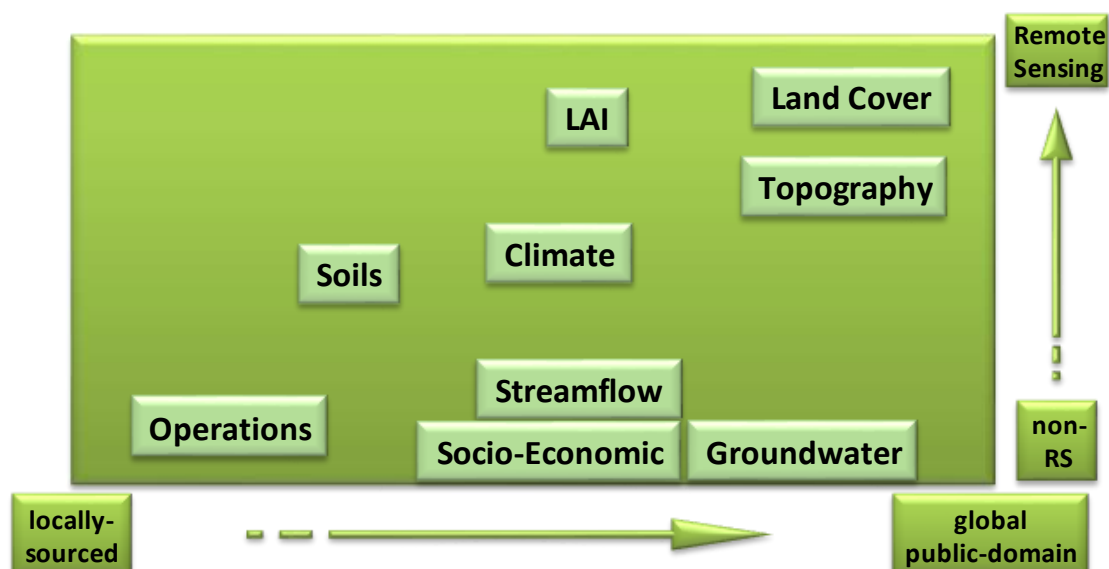 Remote
Sensing
Land Cover
LAI
Topography
Climate
Soils
Streamflow
Operations
Socio-Economic
Groundwater
non-
RS
locally-
sourced
global
public-domain